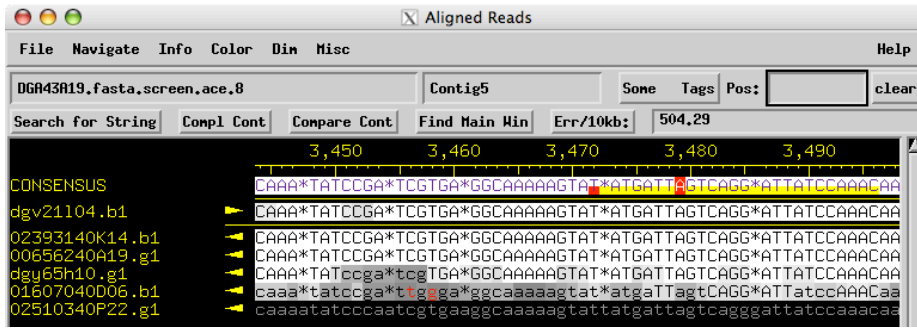 Aligned Reads
File Navigate Info Color Dim Misc Help
DGA43A19.fasta.screen.ace.8 Contig5 Some Tags Pos: clear
Search for String Compl Cont Compare Cont Find Main Win Err/10kb: 504.29
3,450 3,460 3,470 3,480 3,490
CONSENSUS CAAA*TATCCGA*TCGTGA*GGCAAAAAGTAT*ATGATTAGTCAGG*ATTATCCAAACAA
dgv21l04.b1 CAAA*TATCCGA*TCGTGA*GGCAAAAAGTAT*ATGATTAGTCAGG*ATTATCCAAACAA
02393140K14.b1 CAAA*TATCCGA*TCGTGA*GGCAAAAAGTAT*ATGATTAGTCAGG*ATTATCCAAACAA
00656240A19.g1 CAAA*TATCCGA*TCGTGA*GGCAAAAAGTAT*ATGATTAGTCAGG*ATTATCCAAACAA
dgy65h10.g1 CAAA*TATccga*tcgTGA*GGCAAAAAGTAT*ATGATTAGTCAGG*ATTATCCAAACAA
01607040D06.b1 caaa*tatccga*ttgggga*ggcaaaaagtat*atgaTTagtCAGG*ATTATccAAACaa
02510340P22.g1 caaaatatcccaatcgtgaaggcaaaaagtattatgattagtcaggattatccaaacaa